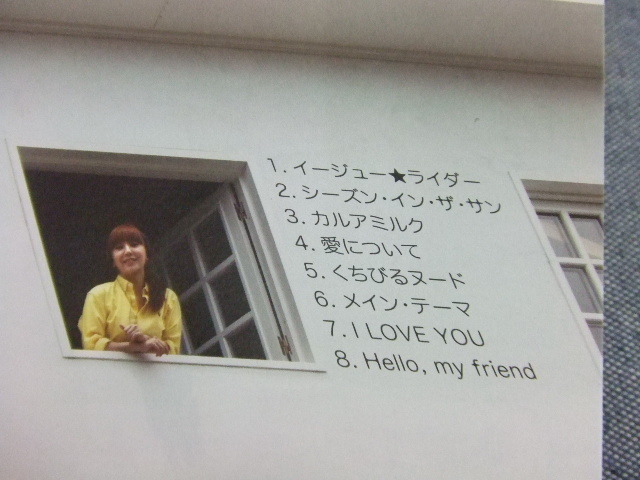 1. イージュー★ライダー
2. シーズン・イン・ザ・サン
3. カルアミルク
4. 愛について
5. くちびるヌード
6. メイン・テーマ
7. I LOVE YOU
8. Hello, my friend